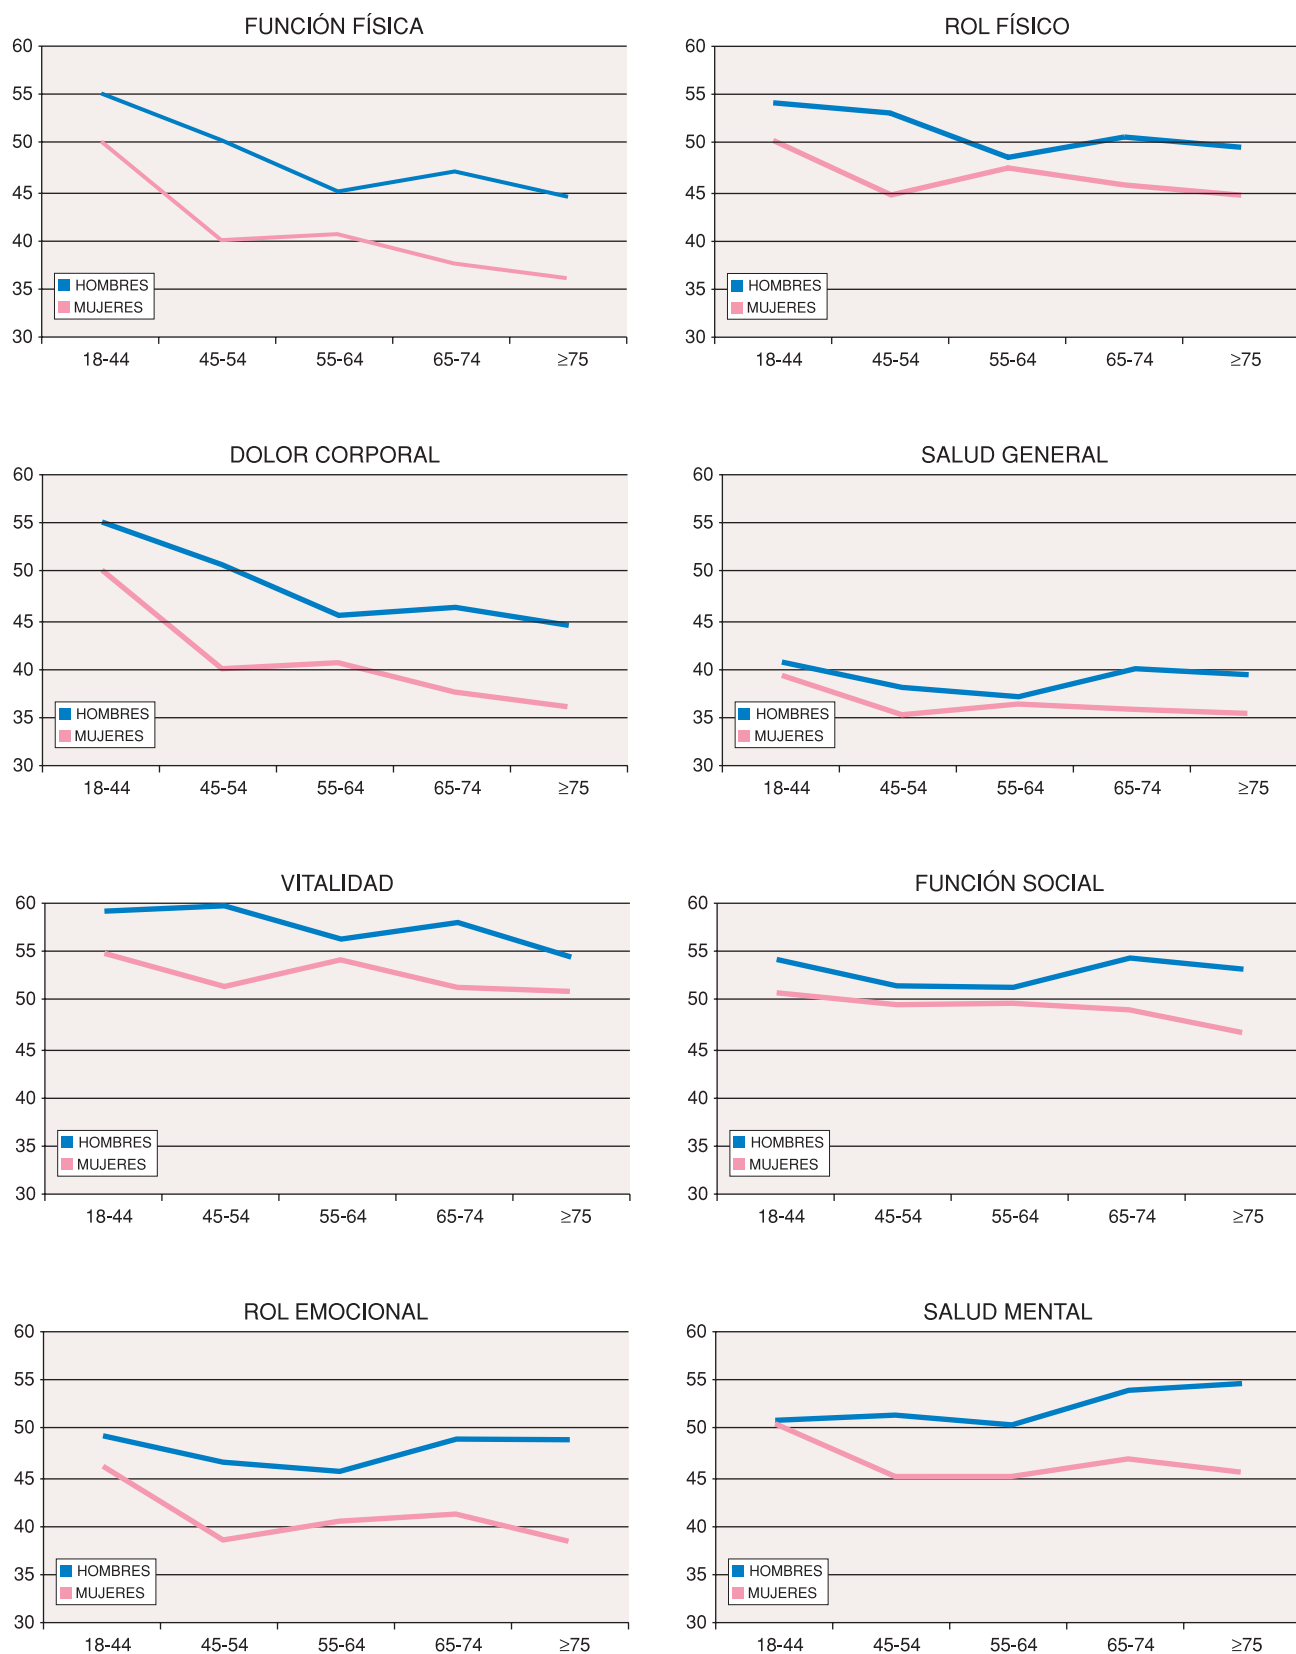 FUNCIÓN FÍSICA
60
55
50
45
40
35
30
HOMBRES
MUJERES
18-44 45-54 55-64 65-74 ≥75
ROL FÍSICO
60
55
50
45
40
35
30
HOMBRES
MUJERES
18-44 45-54 55-64 65-74 ≥75
DOLOR CORPORAL
60
55
50
45
40
35
30
HOMBRES
MUJERES
18-44 45-54 55-64 65-74 ≥75
SALUD GENERAL
60
55
50
45
40
35
30
HOMBRES
MUJERES
18-44 45-54 55-64 65-74 ≥75
VITALIDAD
60
55
50
45
40
35
30
HOMBRES
MUJERES
18-44 45-54 55-64 65-74 ≥75
FUNCIÓN SOCIAL
60
55
50
45
40
35
30
HOMBRES
MUJERES
18-44 45-54 55-64 65-74 ≥75
ROL EMOCIONAL
60
55
50
45
40
35
30
HOMBRES
MUJERES
18-44 45-54 55-64 65-74 ≥75
SALUD MENTAL
60
55
50
45
40
35
30
HOMBRES
MUJERES
18-44 45-54 55-64 65-74 ≥75